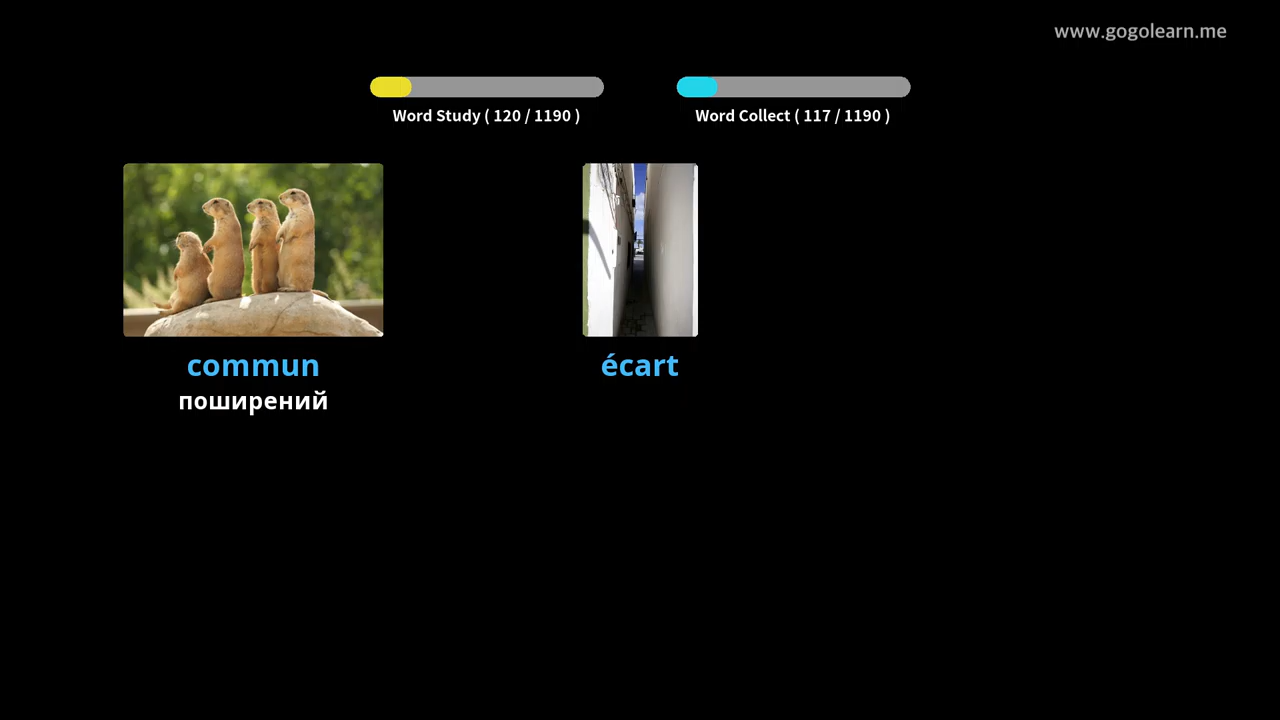 www.gogolearn.me
Word Study ( 120 / 1190 )
Word Collect ( 117 / 1190 )
commun
поширений
écart